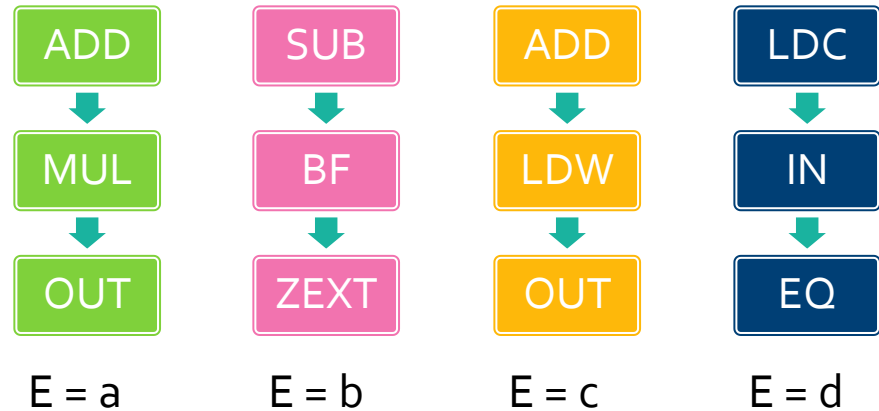 ADD SUB ADD LDC
MUL BF LDW IN
OUT ZEXT OUT EQ
E = a E = b E = c E = d